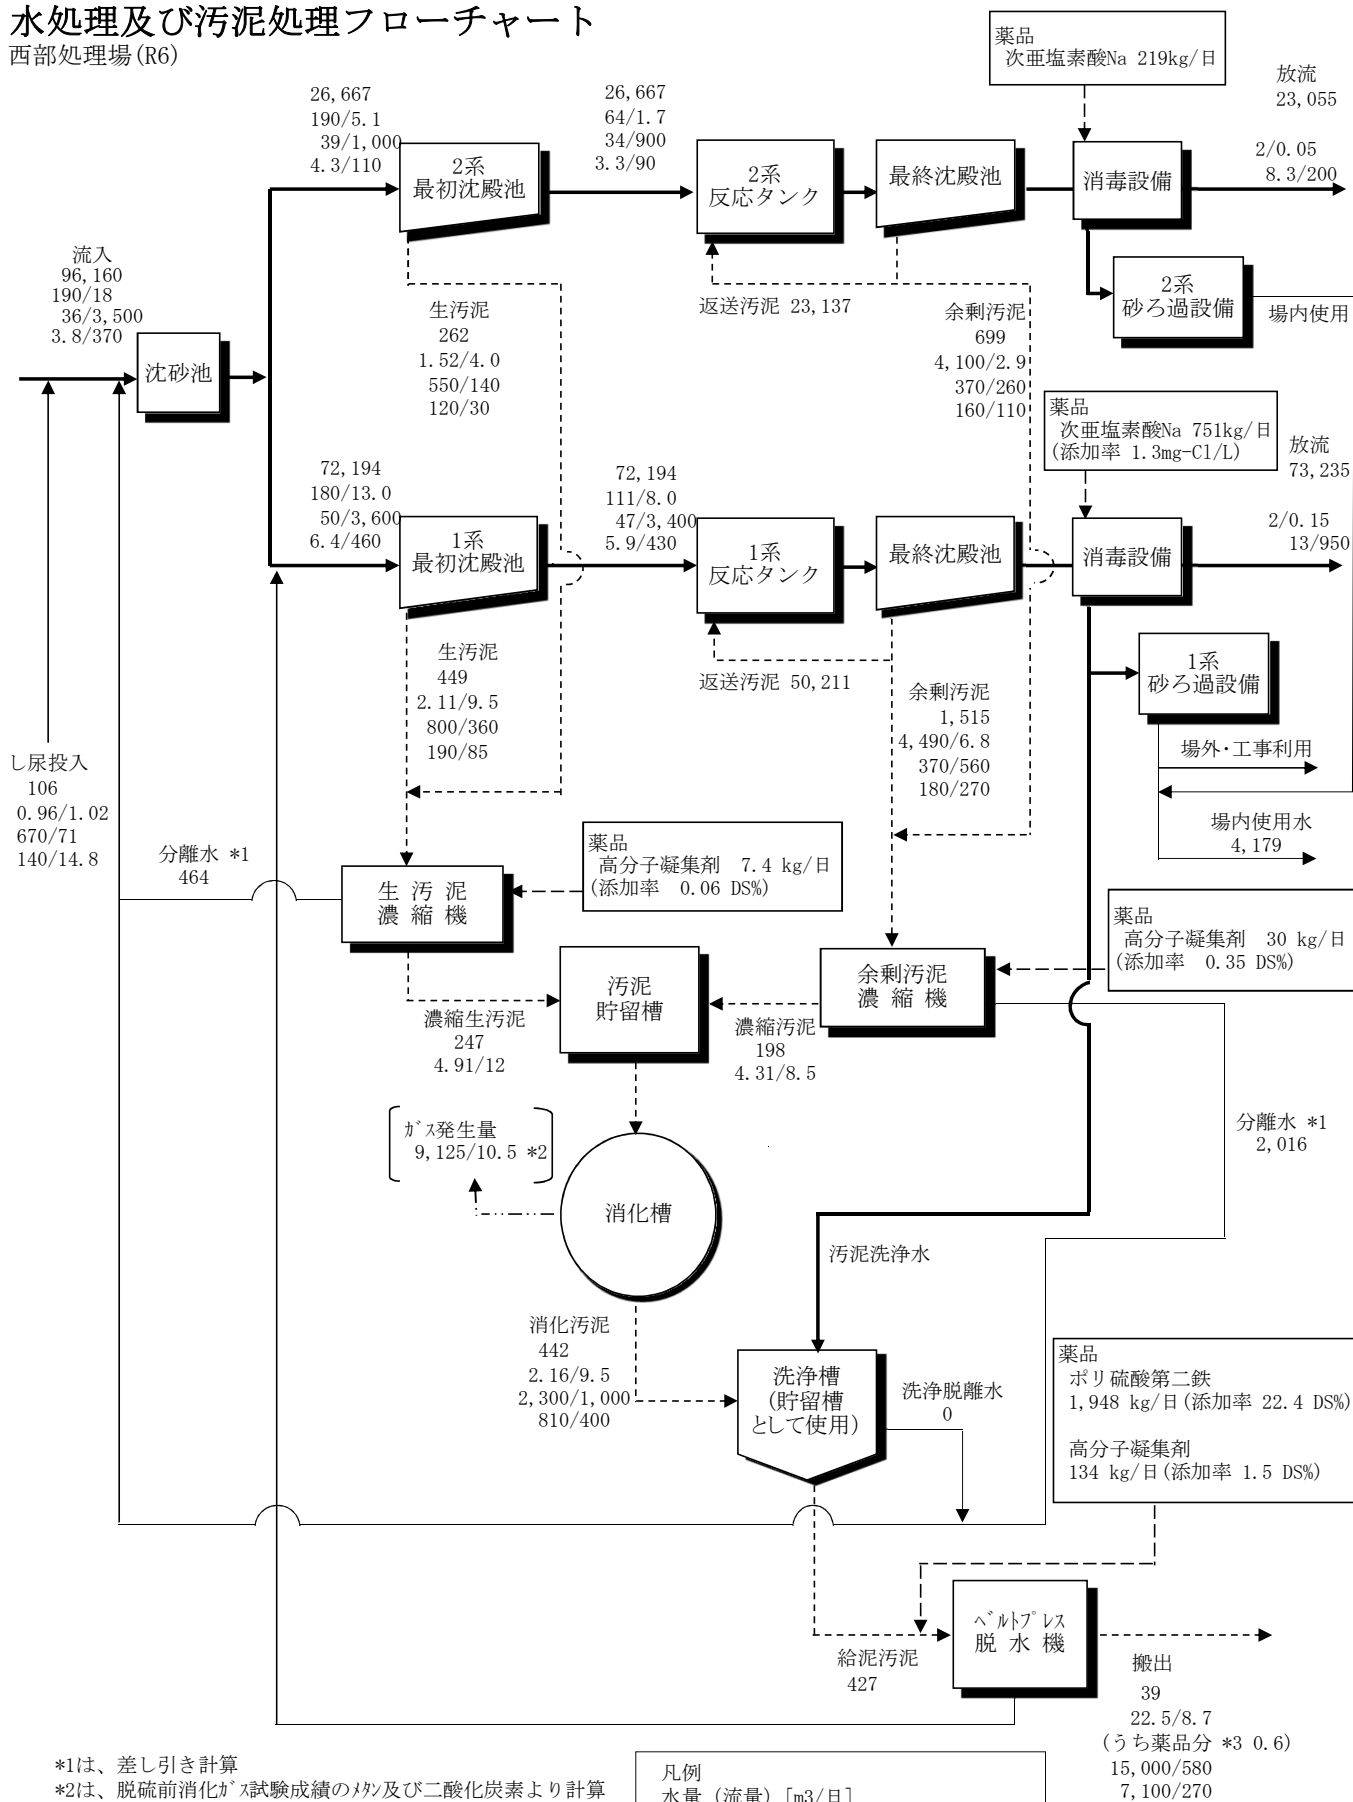 水処理及び汚泥処理フローチャート
西部処理場(R6)
薬品
次亜塩素酸Na 219kg/日
放流
23,055
26,667
190/5.1
39/1,000
4.3/110
26,667
64/1.7
34/900
3.3/90
2系
最初沈殿池
2系
反応タンク
最終沈殿池
消毒設備
2/0.05
8.3/200
流入
96,160
190/18
36/3,500
3.8/370
沈砂池
生汚泥
262
1.52/4.0
550/140
120/30
返送汚泥 23,137
余剰汚泥
699
4,100/2.9
370/260
160/110
2系
砂ろ過設備
場内使用
薬品
次亜塩素酸Na 751kg/日
(添加率 1.3mg-Cl/L)
放流
73,235
72,194
180/13.0
50/3,600
6.4/460
72,194
111/8.0
47/3,400
5.9/430
1系
最初沈殿池
1系
反応タンク
最終沈殿池
消毒設備
2/0.15
13/950
生汚泥
449
2.11/9.5
800/360
190/85
返送汚泥 50,211
余剰汚泥
1,515
4,490/6.8
370/560
180/270
1系
砂ろ過設備
場外・工事利用
場内使用水
4,179
し尿投入
106
0.96/1.02
670/71
140/14.8
分離水 *1
464
生 汚 泥
濃 縮 機
薬品
高分子凝集剤 7.4 kg/日
(添加率 0.06 DS%)
薬品
高分子凝集剤 30 kg/日
(添加率 0.35 DS%)
汚泥
貯留槽
余剰汚泥
濃 縮 機
濃縮生汚泥
247
4.91/12
濃縮汚泥
198
4.31/8.5
ガス発生量
9,125/10.5 *2
分離水 *1
2,016
消化槽
汚泥洗浄水
消化汚泥
442
2.16/9.5
2,300/1,000
810/400
洗浄槽
(貯留槽
として使用)
洗浄脱離水
0
薬品
ポリ硫酸第二鉄
1,948 kg/日(添加率 22.4 DS%)
高分子凝集剤
134 kg/日(添加率 1.5 DS%)
給泥汚泥
427
ベルトプレス
脱 水 機
搬出
39
22.5/8.7
(うち薬品分 *3 0.6)
15,000/580
7,100/270
*1は、差し引き計算
*2は、脱硫前消化ガス試験成績のメタン及び二酸化炭素より計算
凡例
水量（流量）[m3/日]